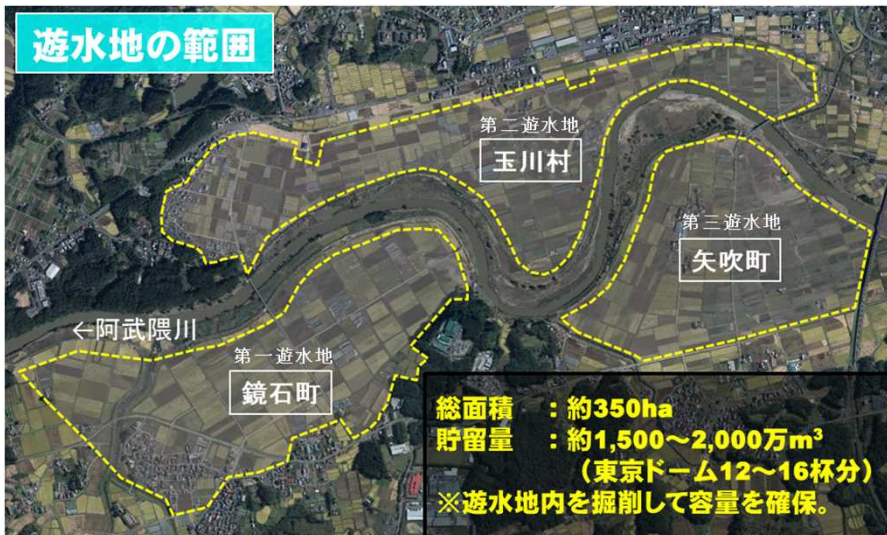 遊水地の範囲
第二遊水地
玉川村
第三遊水地
矢吹町
←阿武隈川
第一遊水地
鏡石町
総面積 ：約350ha
貯留量 ：約1,500～2,000万m³
（東京ドーム12～16杯分）
※遊水地内を掘削して容量を確保。